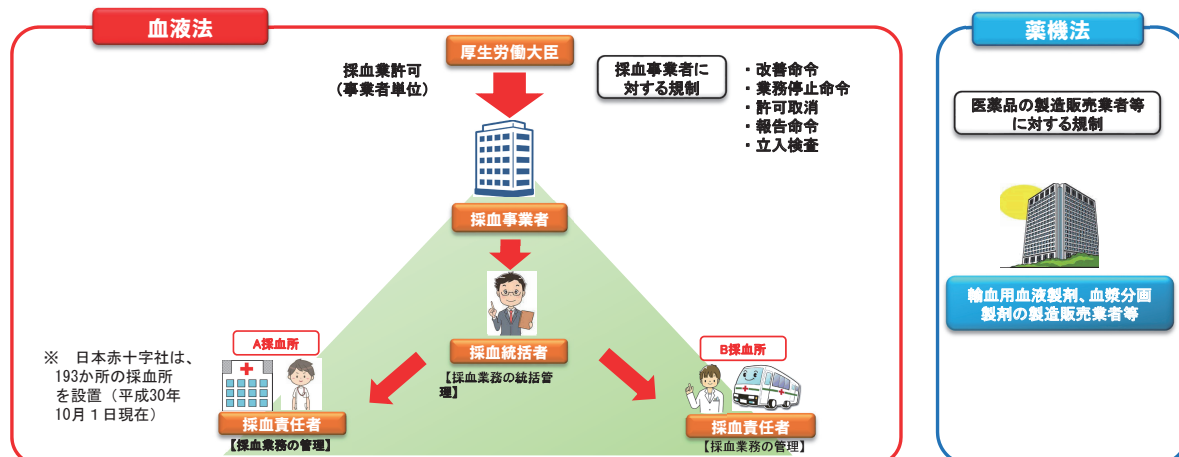 血液法
厚生労働大臣
採血業許可
(事業者単位)
採血事業者に
対する規制
・改善命令
・業務停止命令
・許可取消
・報告命令
・立入検査
採血事業者
採血統括者
【採血業務の統括管
理】
A採血所
採血責任者
【採血業務の管理】
B採血所
採血責任者
【採血業務の管理】
※　日本赤十字社は、
193か所の採血所
を設置（平成30年
10月１日現在）
薬機法
医薬品の製造販売業者等
に対する規制
輸血用血液製剤、血漿分画
製剤の製造販売業者等